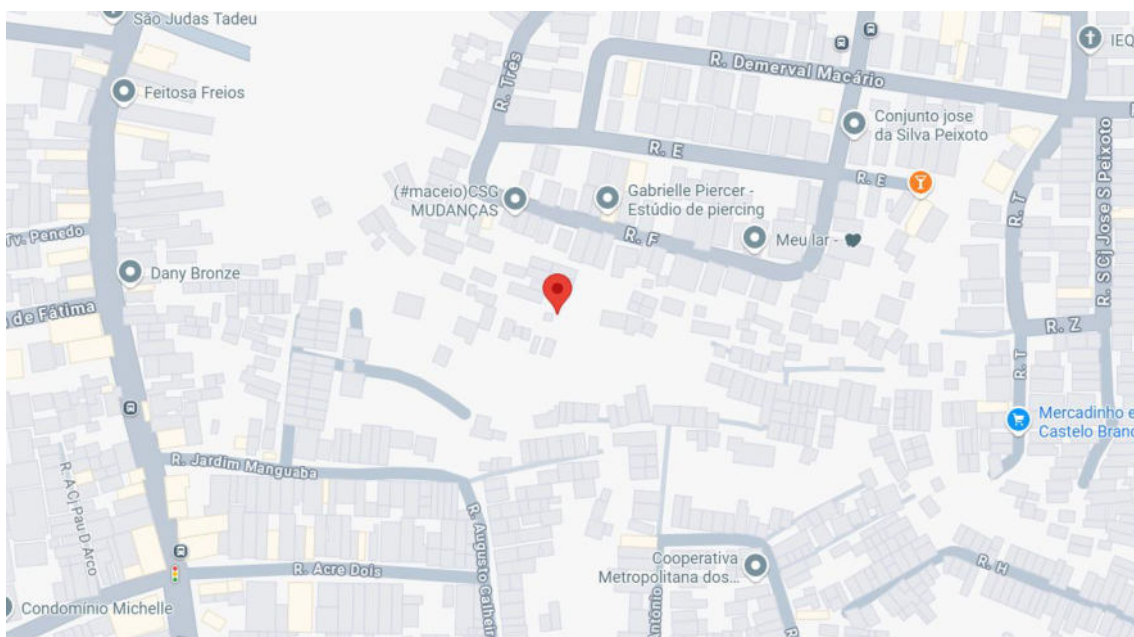 São Judas Tadeu
Feitosa Freios
R. Três
R. Demerval Macário
IEQ
Conjunto jose
da Silva Peixoto
R. E
R. E
(#maceio)CSG
MUDANÇAS
Gabrielle Piercer -
Estúdio de piercing
R. T
R. S Cj Jose S Peixoto
Tv. Penedo
R. F
Meu lar - 🖤
Dany Bronze
de Fátima
R. Z
R. T
Mercadinho e
Castelo Branc
R. Jardim Manguaba
R. A Cj Pau D Arco
R. Augusto Calheir
R. Acre Dois
Cooperativa
Metropolitana dos...
R. H
Antônio
R.
Condomínio Michelle